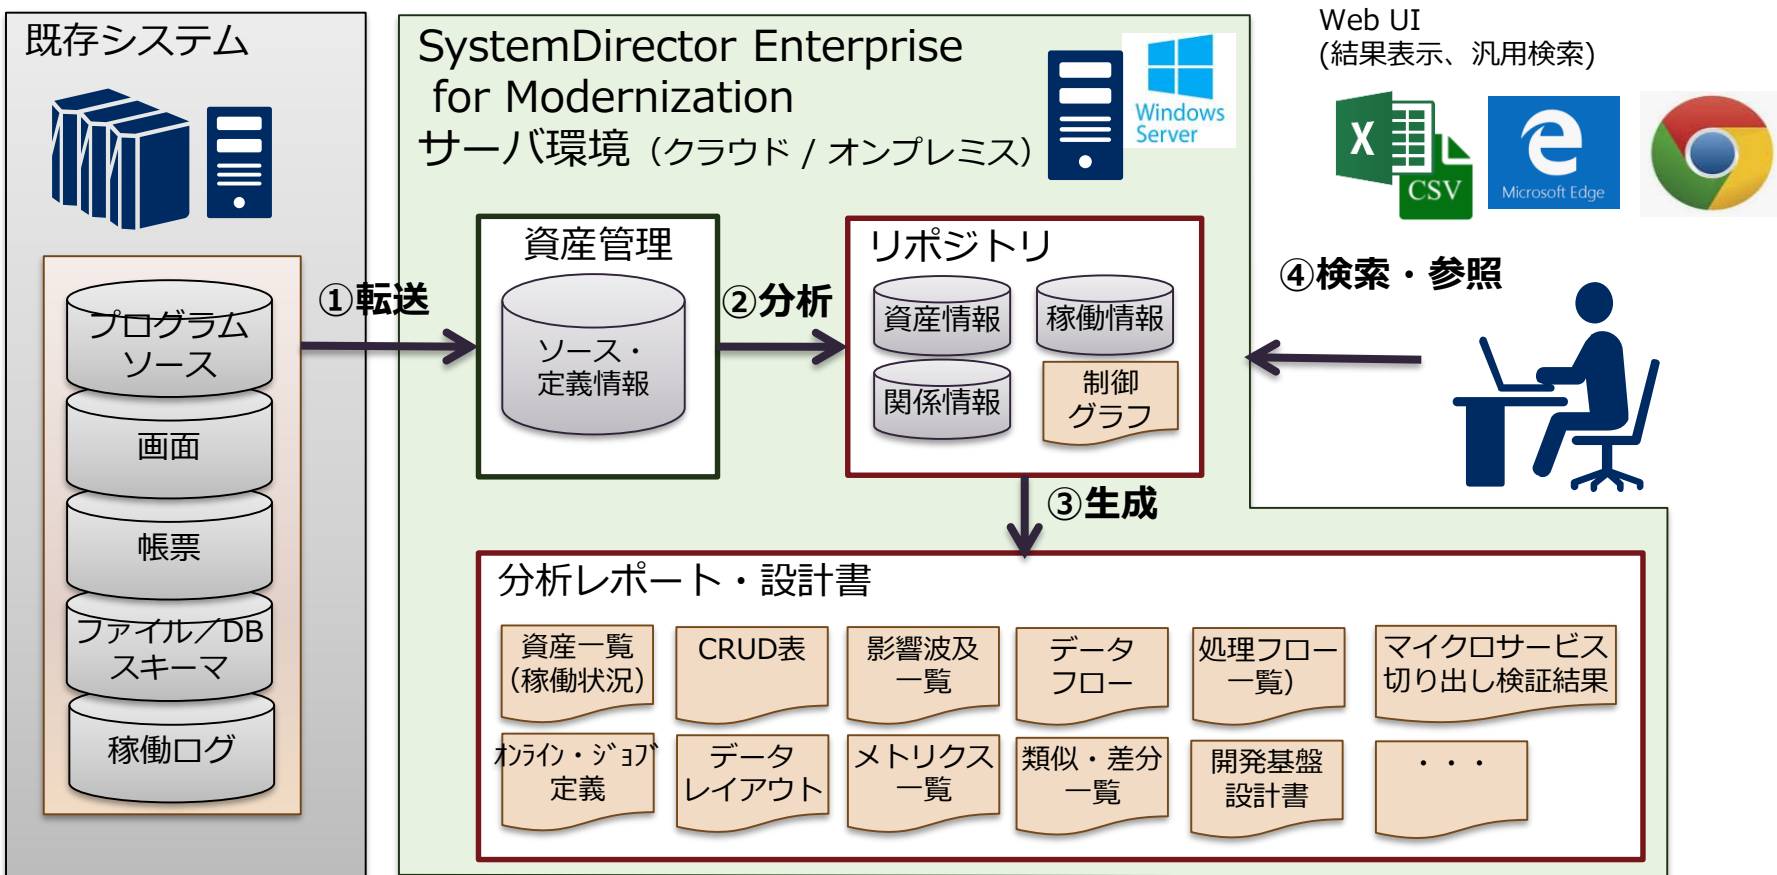 既存システム
プログラム
ソース
画面
帳票
ファイル／DB
スキーマ
稼働ログ
①転送
SystemDirector Enterprise
for Modernization
サーバ環境（クラウド / オンプレミス）
Windows
Server
資産管理
ソース・
定義情報
②分析
リポジトリ
資産情報
稼働情報
関係情報
制御
グラフ
③生成
Web UI
(結果表示、汎用検索)
X
CSV
Microsoft Edge
④検索・参照
分析レポート・設計書
資産一覧
（稼働状況）
CRUD表
影響波及
一覧
データ
フロー
処理フロー
一覧）
マイクロサービス
切り出し検証結果
ｵﾝﾗｲﾝ・ｼﾞｮﾌﾞ
定義
データ
レイアウト
メトリクス
一覧
類似・差分
一覧
開発基盤
設計書
・・・